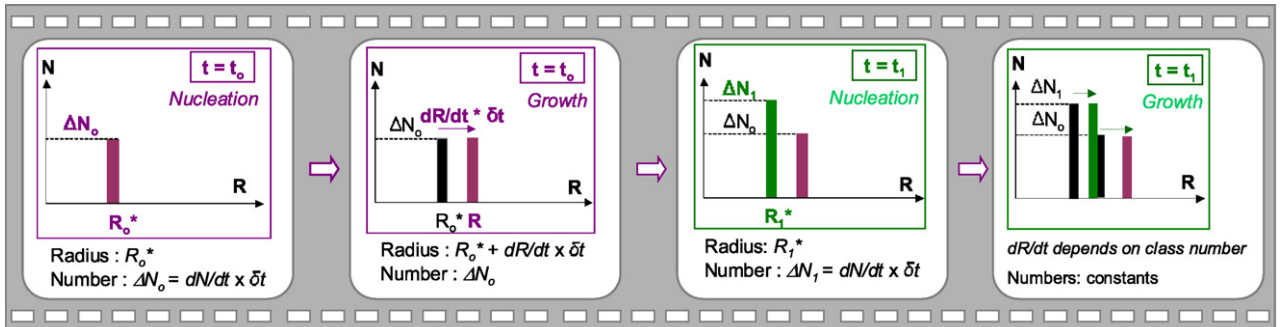 N
t = tₒ
Nucleation
ΔNₒ
R
Rₒ*
Radius : Rₒ*
Number : ΔNₒ = dN/dt x δt
N
t = tₒ
Growth
dR/dt * δt
ΔNₒ
R
Rₒ* R
Radius : Rₒ* + dR/dt x δt
Number : ΔNₒ
N
t = t₁
Nucleation
ΔN₁
ΔNₒ
R
R₁*
Radius: R₁*
Number : ΔN₁ = dN/dt x δt
N
t = t₁
Growth
ΔN₁
ΔNₒ
R
dR/dt depends on class number
Numbers: constants